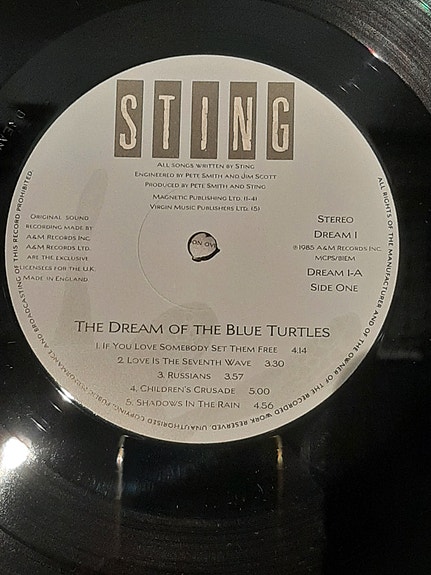 STING
ALL SONGS WRITTEN BY STING
ENGINEERED BY PETE SMITH AND JIM SCOTT
PRODUCED BY PETE SMITH AND STING
MAGNETIC PUBLISHING LTD. (1-4)
VIRGIN MUSIC PUBLISHERS LTD. (5)
ORIGINAL SOUND
RECORDING MADE BY
A&M RECORDS INC.
A&M RECORDS LTD.
ARE THE EXCLUSIVE
LICENSEES FOR THE U.K.
MADE IN ENGLAND.
STEREO
DREAM 1
℗1985 A&M RECORDS INC.
MCPS/BIEM
DREAM 1-A
SIDE ONE
THE DREAM OF THE BLUE TURTLES
1. IF YOU LOVE SOMEBODY SET THEM FREE 4.14
2. LOVE IS THE SEVENTH WAVE 3.30
3. RUSSIANS 3.57
4. CHILDREN'S CRUSADE 5.00
5. SHADOWS IN THE RAIN 4.56
ALL RIGHTS OF THE MANUFACTURER AND OF THE OWNER OF THE RECORDED WORK RESERVED. UNAUTHORISED COPYING, PUBLIC PERFORMANCE AND BROADCASTING OF THIS RECORD PROHIBITED